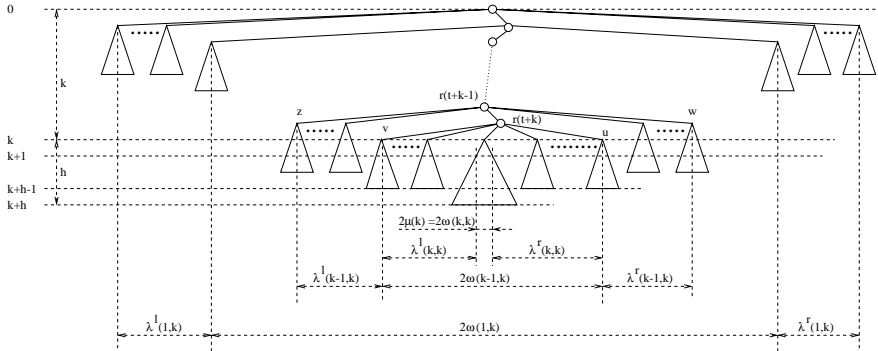 0
k
r(t+k-1)
z
w
r(t+k)
v
u
k
k+1
h
k+h-1
k+h
2μ(k) =2ω(k,k)
λ^l(k,k)
λ^r(k,k)
λ^l(k-1,k)
2ω(k-1,k)
λ^r(k-1,k)
λ^l(1,k)
2ω(1,k)
λ^r(1,k)